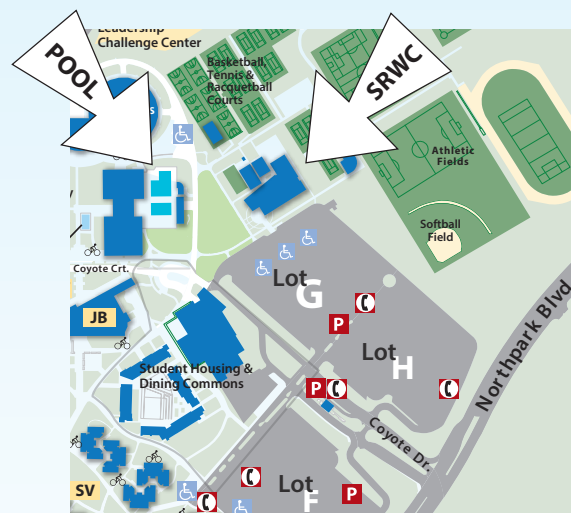 Leadership
Challenge Center
POOL
SRWC
Basketball,
Tennis &
Racquetball
Courts
Athletic
Fields
Softball
Field
Coyote Crt.
Lot
G
JB
P
Lot
H
Student Housing &
Dining Commons
P
Northpark Blvd
Coyote Dr.
SV
Lot
F
P